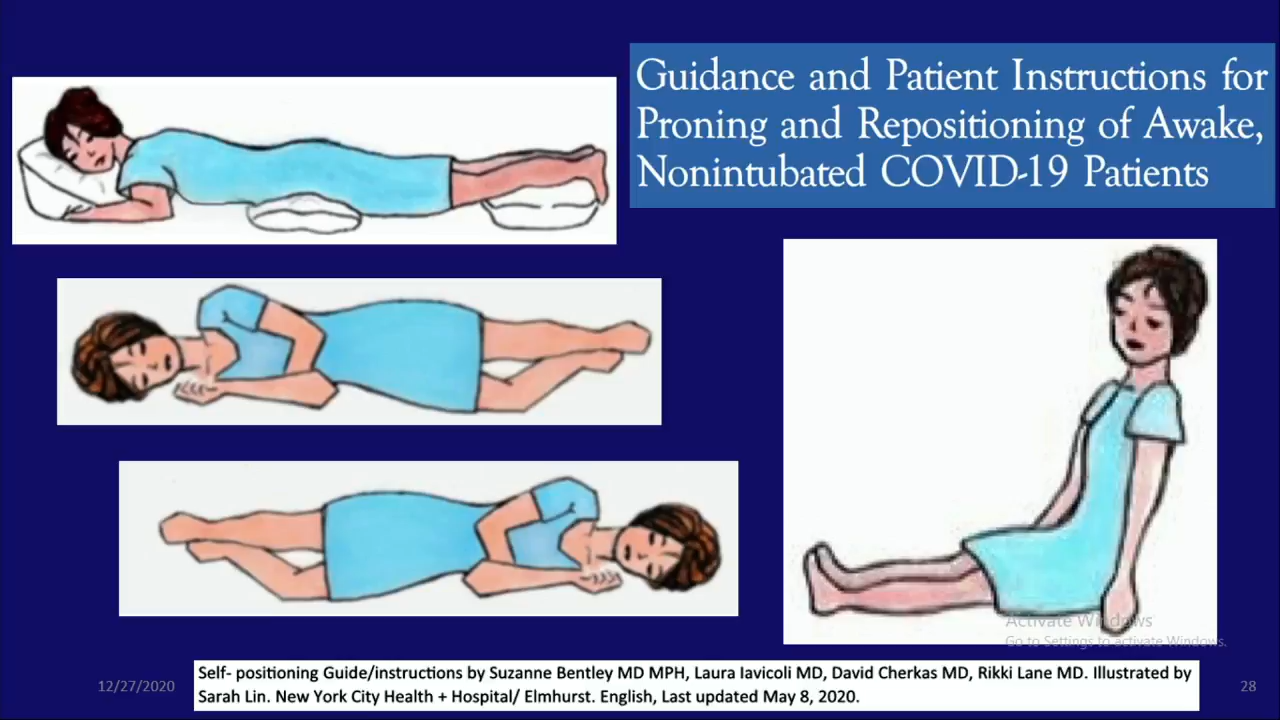 Guidance and Patient Instructions for
Proning and Repositioning of Awake,
Nonintubated COVID-19 Patients
Activate Windows
Go to Settings to activate Windows.
Self- positioning Guide/instructions by Suzanne Bentley MD MPH, Laura Iavicoli MD, David Cherkas MD, Rikki Lane MD. Illustrated by
Sarah Lin. New York City Health + Hospital/ Elmhurst. English, Last updated May 8, 2020.
12/27/2020
28